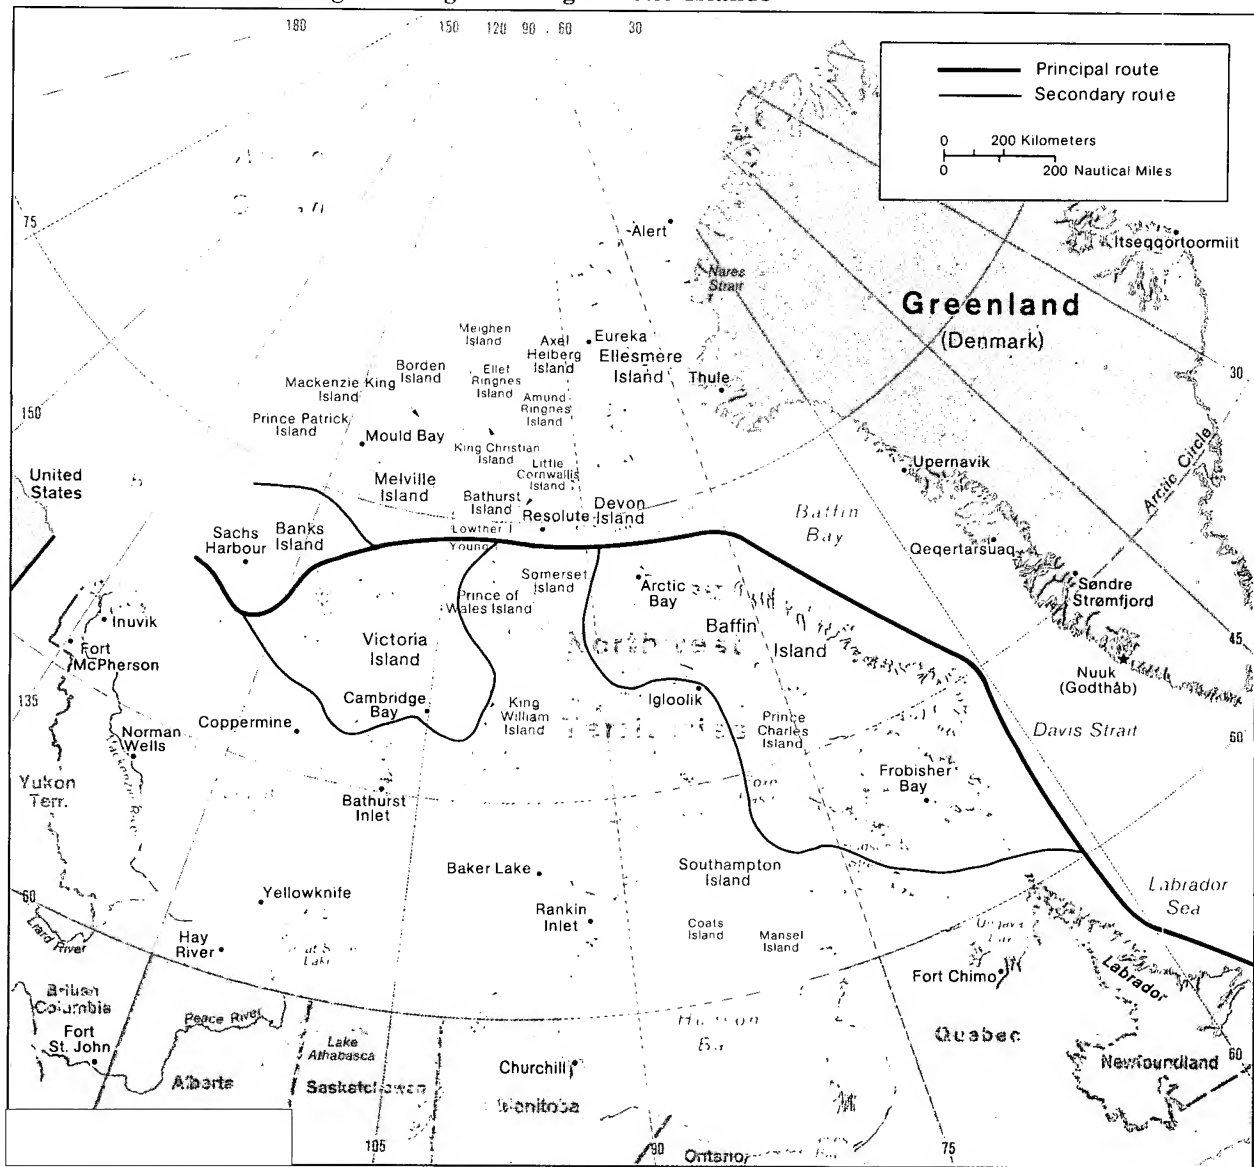 180
150
120
90
60
30
Principal route
Secondary route
0 200 Kilometers
0 200 Nautical Miles
75
Alert
Itseqqortoormiit
Nares
Strait
Greenland
(Denmark)
Meighen
Island
Axel
Heiberg
Island
Eureka
Ellesmere
Island
Borden
Island
Ellef
Ringnes
Island
Thule
30
Mackenzie King
Island
Amund
Ringnes
Island
150
Prince Patrick
Island
Mould Bay
King Christian
Island
Arctic Circle
Upernavik
United
States
Melville
Island
Little
Cornwallis
Island
Bathurst
Island
Devon
Island
Resolute
Baffin
Bay
Lowther I
Young I
Sachs
Harbour
Banks
Island
Qeqertarsuaq
Somerset
Island
Arctic
Bay
Søndre
Strømfjord
Prince of
Wales Island
Inuvik
Baffin
Island
Victoria
Island
Northwest
Territories
45
Fort
McPherson
Nuuk
(Godthåb)
135
Cambridge
Bay
King
William
Island
Igloolik
Prince
Charles
Island
Coppermine
Davis Strait
60
Norman
Wells
Mackenzie River
Frobisher
Bay
Yukon
Terr.
Bathurst
Inlet
Baker Lake
Southampton
Island
Labrador
Sea
Yellowknife
60
Rankin
Inlet
Coats
Island
Mansel
Island
Liard River
Hay
River
Lake
Fort Chimo
Labrador
British
Columbia
Peace River
Hudson
Ba
Quebec
Fort
St. John
Lake
Athabasca
Churchill
Newfoundland
60
Alberta
Saskatchewan
Manitoba
105
90
Ontario
75